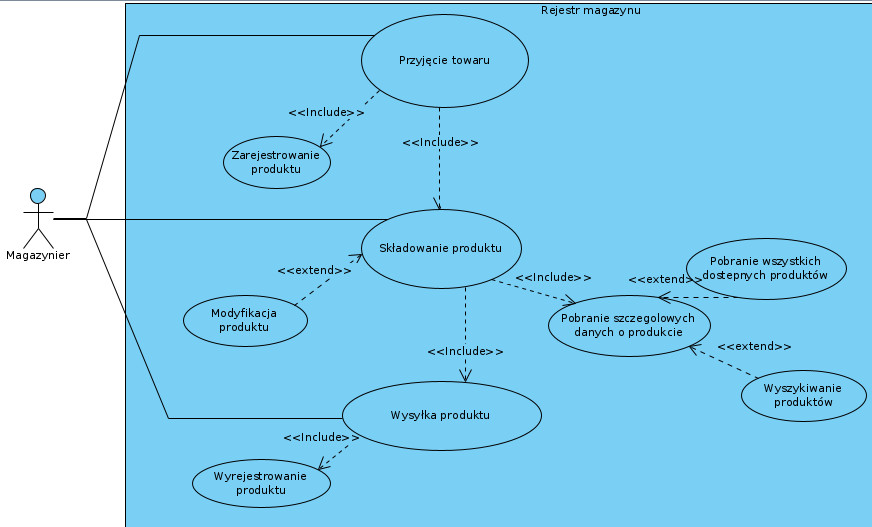 Rejestr magazynu
Przyjęcie towaru
<<Include>>
<<Include>>
Zarejestrowanie
produktu
Magazynier
Składowanie produktu
<<extend>>
<<Include>>
<<extend>>
Pobranie wszystkich
dostepnych produktów
Modyfikacja
produktu
Pobranie szczegolowych
danych o produkcie
<<Include>>
<<extend>>
Wyszykiwanie
produktów
Wysyłka produktu
<<Include>>
Wyrejestrowanie
produktu